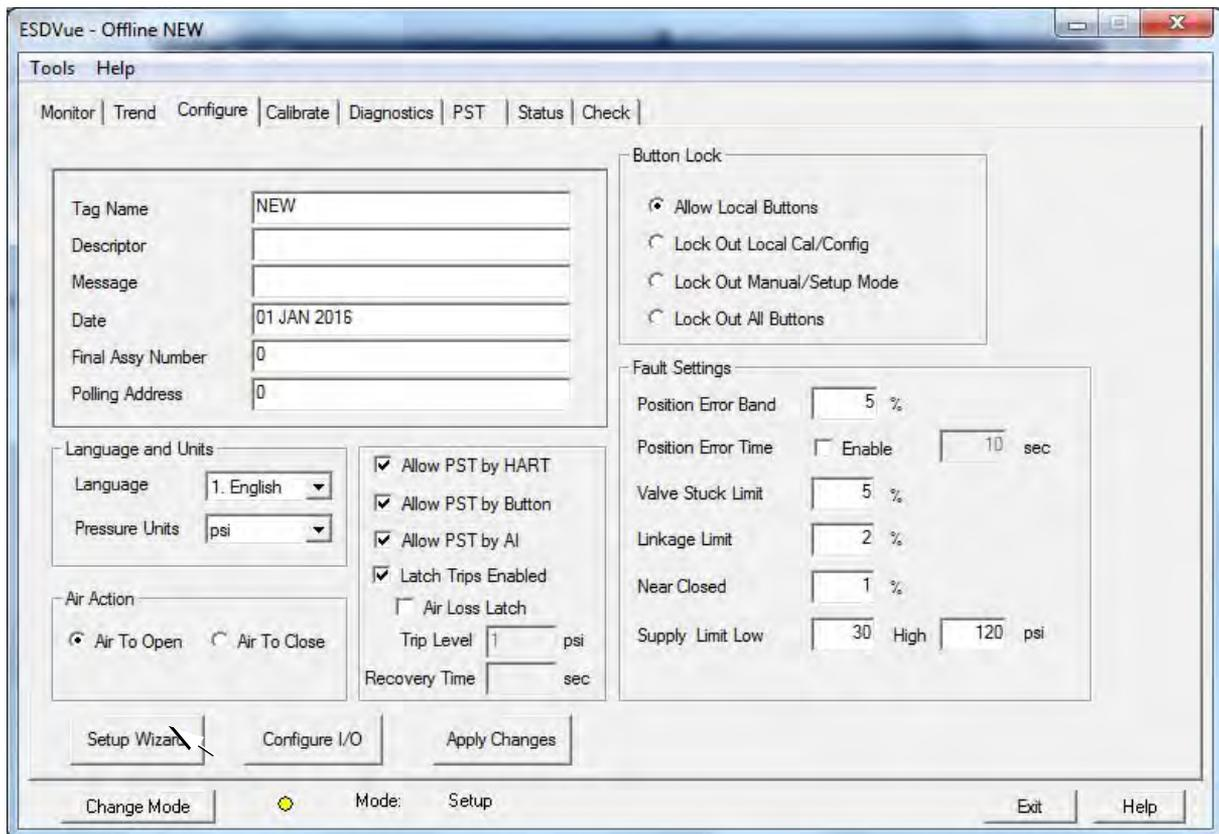 ESDVue - Offline NEW
Tools Help
Monitor Trend Configure Calibrate Diagnostics PST Status Check
Tag Name NEW
Descriptor
Message
Date 01 JAN 2016
Final Assy Number 0
Polling Address 0
Button Lock
Allow Local Buttons
Lock Out Local Cal/Config
Lock Out Manual/Setup Mode
Lock Out All Buttons
Language and Units
Language 1. English
Pressure Units psi
Air Action
Air To Open Air To Close
Allow PST by HART
Allow PST by Button
Allow PST by AI
Latch Trips Enabled
Air Loss Latch
Trip Level 1 psi
Recovery Time sec
Fault Settings
Position Error Band 5 %
Position Error Time Enable 10 sec
Valve Stuck Limit 5 %
Linkage Limit 2 %
Near Closed 1 %
Supply Limit Low 30 High 120 psi
Setup Wizard Configure I/O Apply Changes
Change Mode Mode: Setup Exit Help